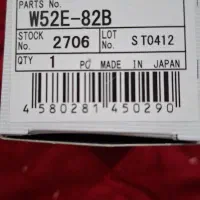 PARTS No.
W52E-82B
STOCK No. 2706 LOT No. ST0412
QTY 1 PC MADE IN JAPAN
4 580281 450290